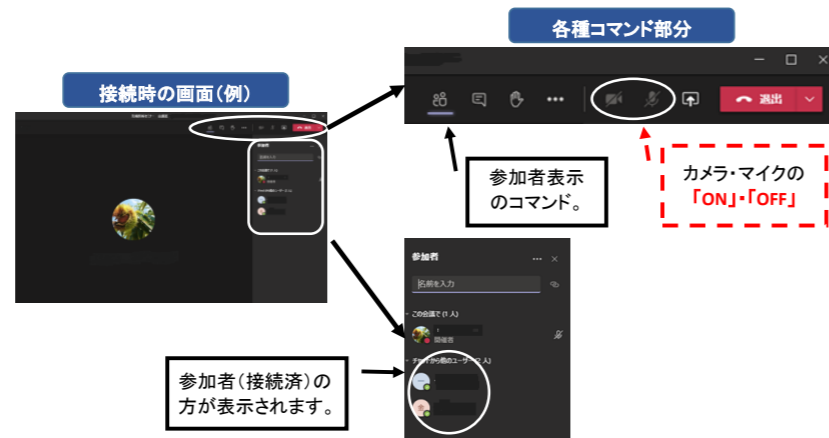 各種コマンド部分
接続時の画面(例)
退出
参加者表示
のコマンド。
カメラ・マイクの
「ON」・「OFF」
参加者
名前を入力
この会議で (1 人)
開催者
参加者(接続済)の
方が表示されます。